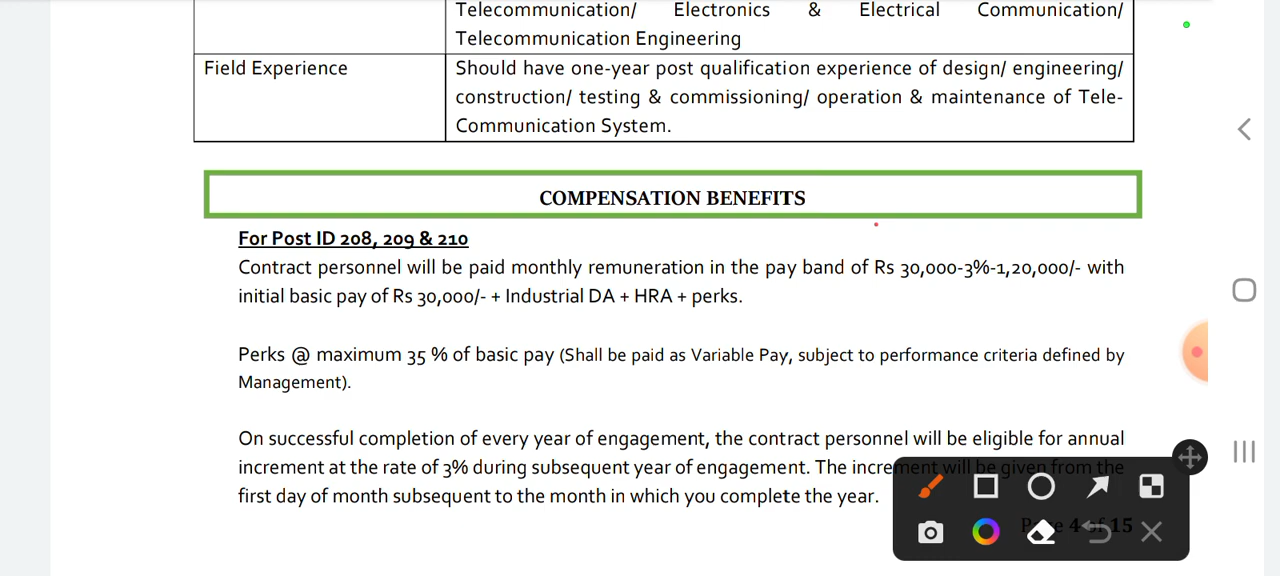 Telecommunication/ Electronics & Electrical Communication/
Telecommunication Engineering
Field Experience
Should have one-year post qualification experience of design/ engineering/
construction/ testing & commissioning/ operation & maintenance of Tele-
Communication System.
COMPENSATION BENEFITS
For Post ID 208, 209 & 210
Contract personnel will be paid monthly remuneration in the pay band of Rs 30,000-3%-1,20,000/- with
initial basic pay of Rs 30,000/- + Industrial DA + HRA + perks.
Perks @ maximum 35 % of basic pay (Shall be paid as Variable Pay, subject to performance criteria defined by
Management).
On successful completion of every year of engagement, the contract personnel will be eligible for annual
increment at the rate of 3% during subsequent year of engagement. The increment will be given from the
first day of month subsequent to the month in which you complete the year.
Page 4 of 15